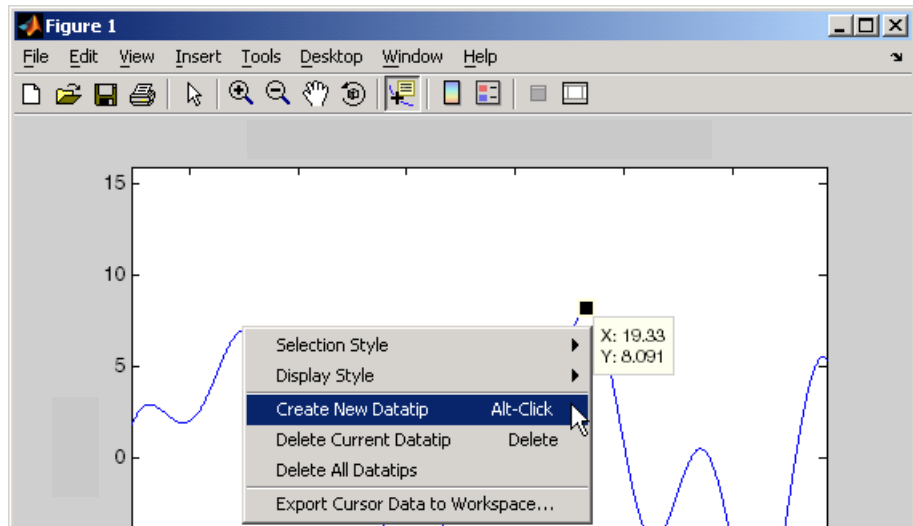 Figure 1
File Edit View Insert Tools Desktop Window Help
15
10
5
0
X: 19.33
Y: 8.091
Selection Style
Display Style
Create New Datatip Alt-Click
Delete Current Datatip Delete
Delete All Datatips
Export Cursor Data to Workspace...